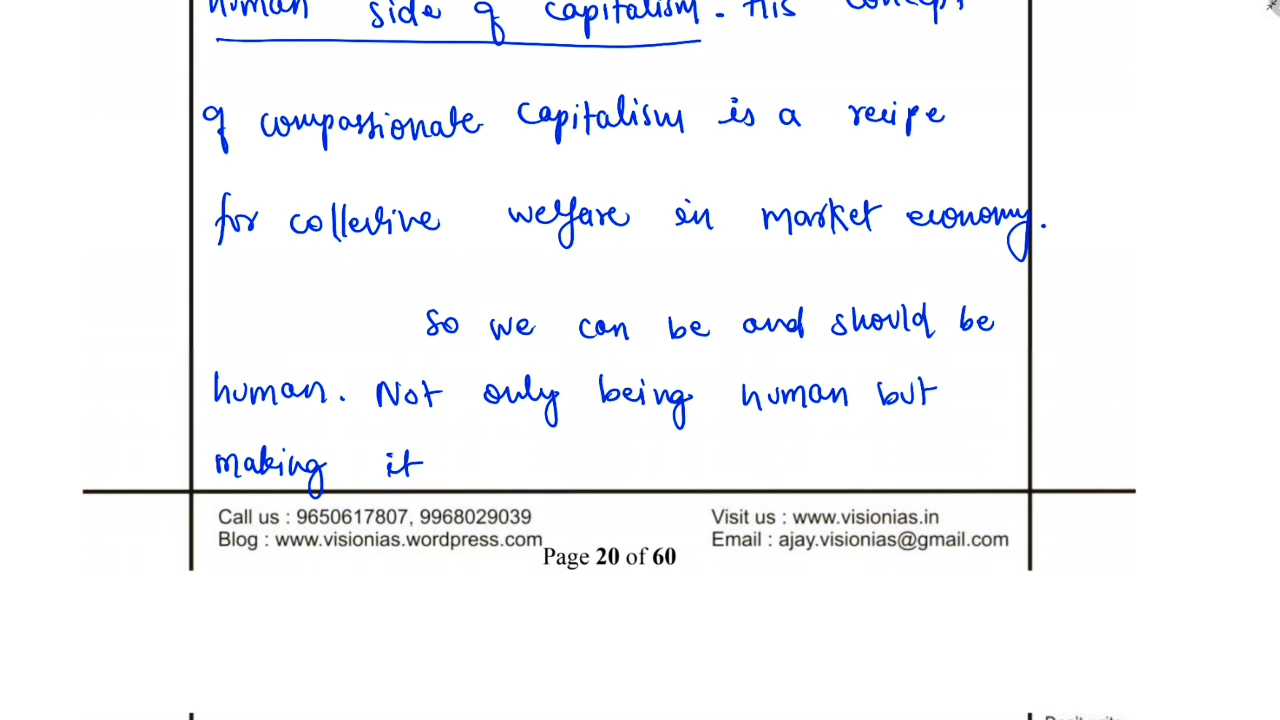 human side of capitalism. His concept
of compassionate capitalism is a recipe
for collective welfare in market economy.
So we can be and should be
human. Not only being human but
making it
Call us : 9650617807, 9968029039 Visit us : www.visionias.in
Blog : www.visionias.wordpress.com Email : ajay.visionias@gmail.com
Page 20 of 60